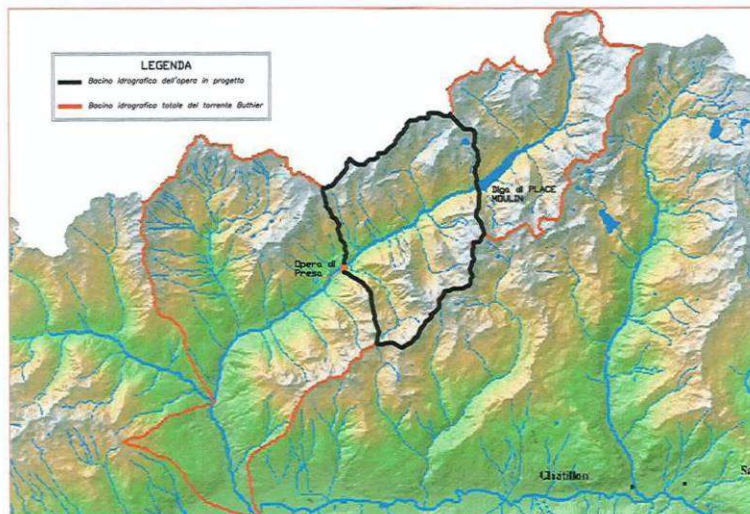 LEGENDA
Bacino idrografico dell'opera in progetto
Bacino idrografico totale del torrente Buthier
Diga di PLACE
MOULIN
Opera di
Presa
Chatillon